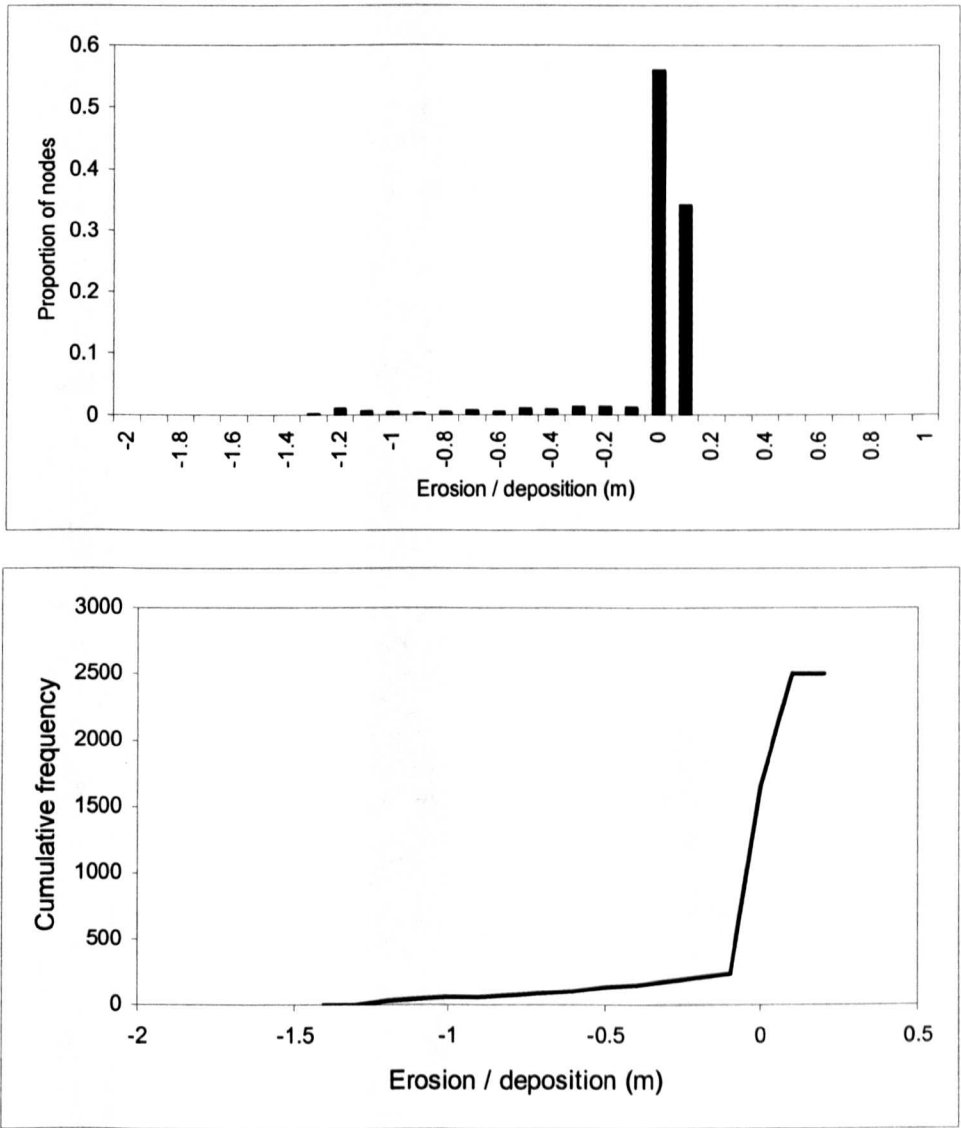 0.6
0.5
0.4
0.3
0.2
0.1
0
Proportion of nodes
-2 -1.8 -1.6 -1.4 -1.2 -1 -0.8 -0.6 -0.4 -0.2 0 0.2 0.4 0.6 0.8 1
Erosion / deposition (m)
3000
2500
2000
1500
1000
500
0
Cumulative frequency
-2 -1.5 -1 -0.5 0 0.5
Erosion / deposition (m)